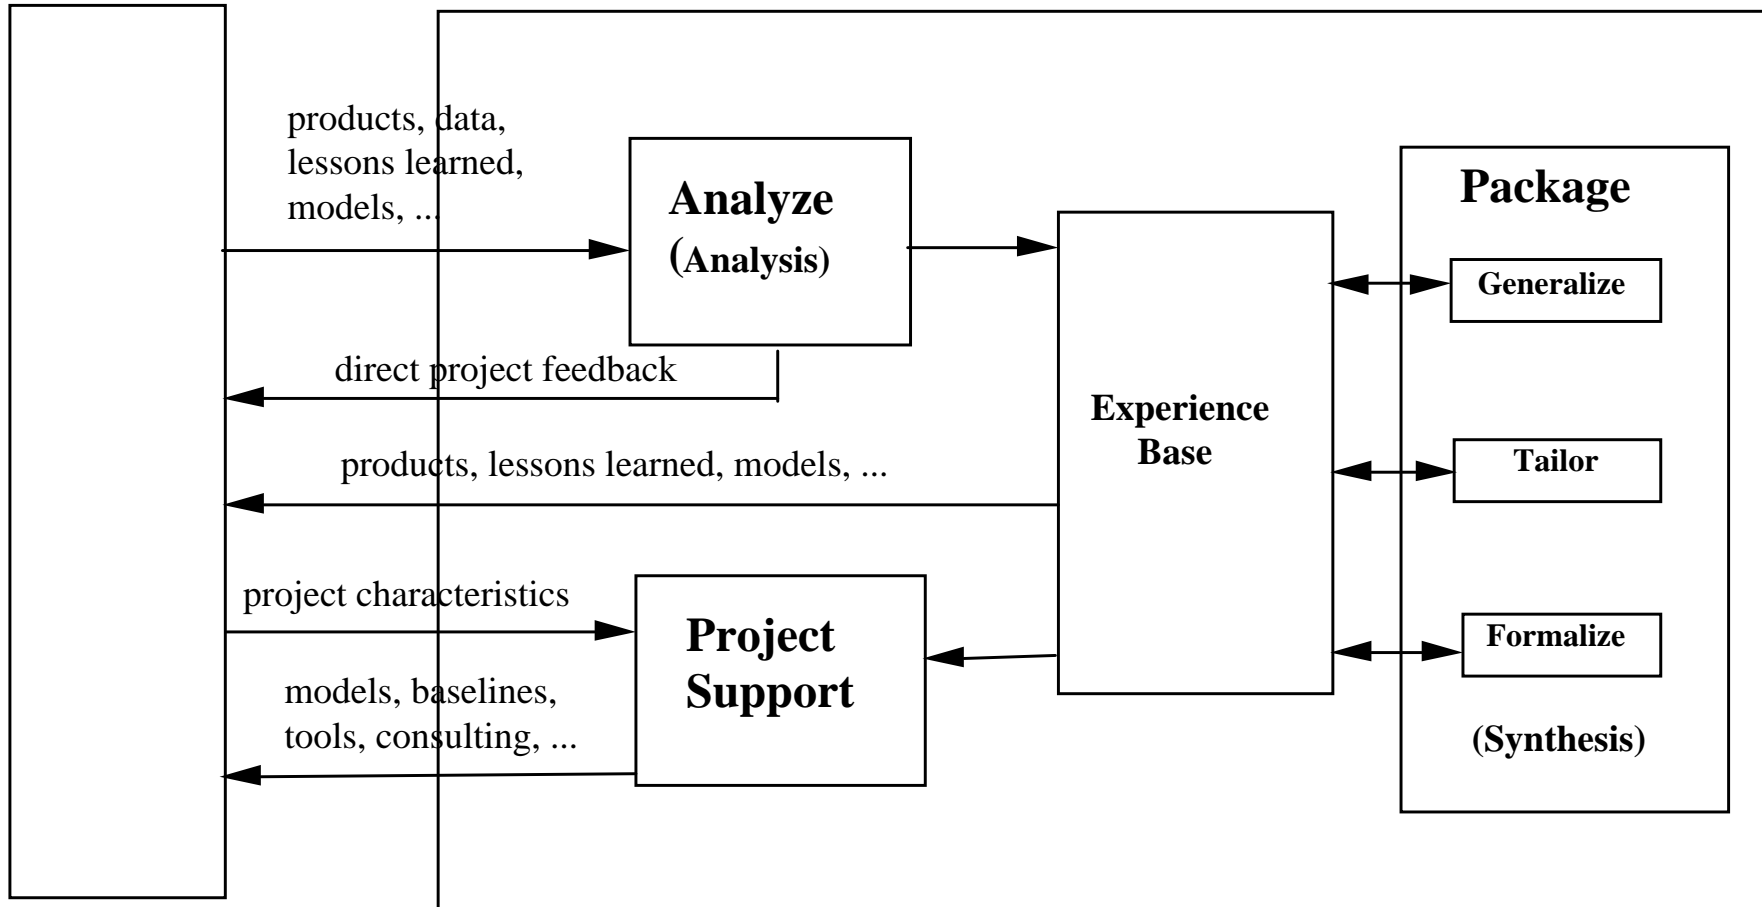 products, data,
lessons learned,
models, ...
Analyze
(Analysis)
direct project feedback
products, lessons learned, models, ...
project characteristics
models, baselines,
tools, consulting, ...
Project
Support
Experience
Base
Package
Generalize
Tailor
Formalize
(Synthesis)